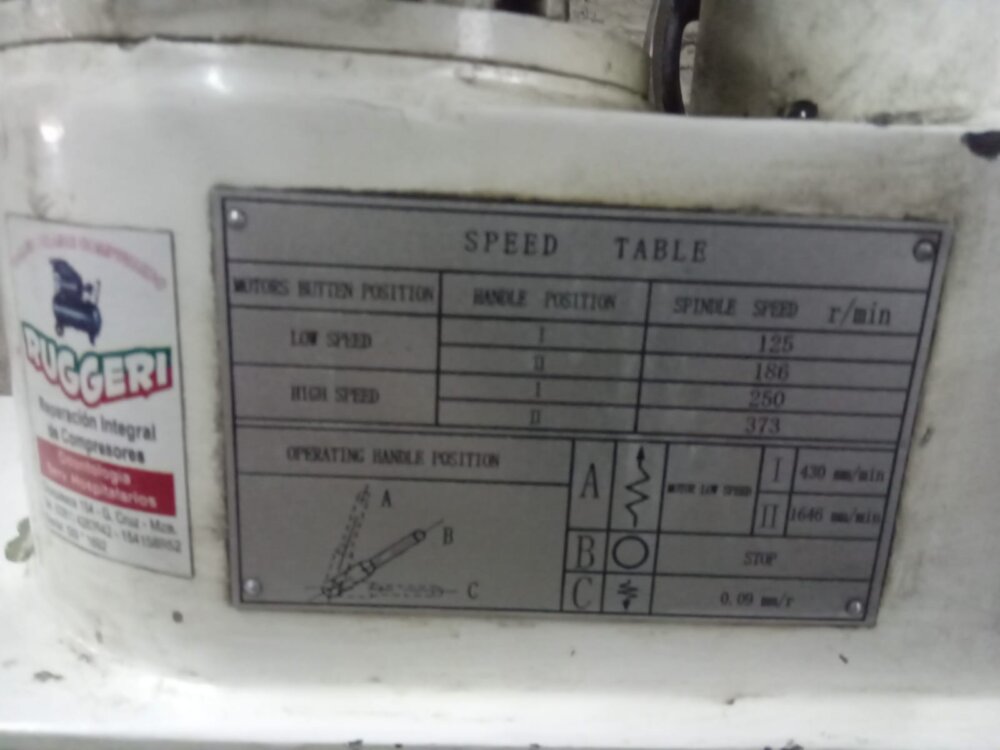 SPEED TABLE
MOTORS BUTTEN POSITION HANDLE POSITION SPINDLE SPEED r/min
LOW SPEED I 125
II 186
HIGH SPEED I 250
II 373
OPERATING HANDLE POSITION
A
B
C
A MOTOR LOW SPEED I 430 mm/min
II 1646 mm/min
B STOP
C 0.09 mm/r
RUGGERI
Reparación Integral
de Compresores
Odontología
Hospitalarios